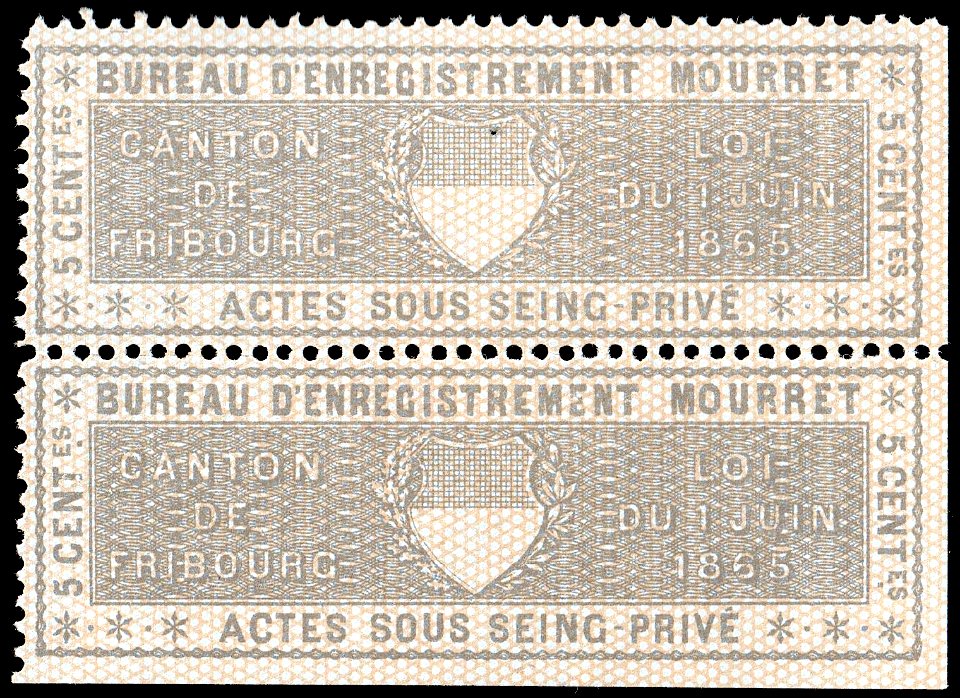 BUREAU D'ENREGISTREMENT MOURRET
5 CENTES
CANTON
DE
FRIBOURG
LOI
DU 1 JUIN
1865
5 CENTES
ACTES SOUS SEING-PRIVÉ
BUREAU D'ENREGISTREMENT MOURRET
5 CENTES
CANTON
DE
FRIBOURG
LOI
DU 1 JUIN
1865
5 CENTES
ACTES SOUS SEING-PRIVÉ